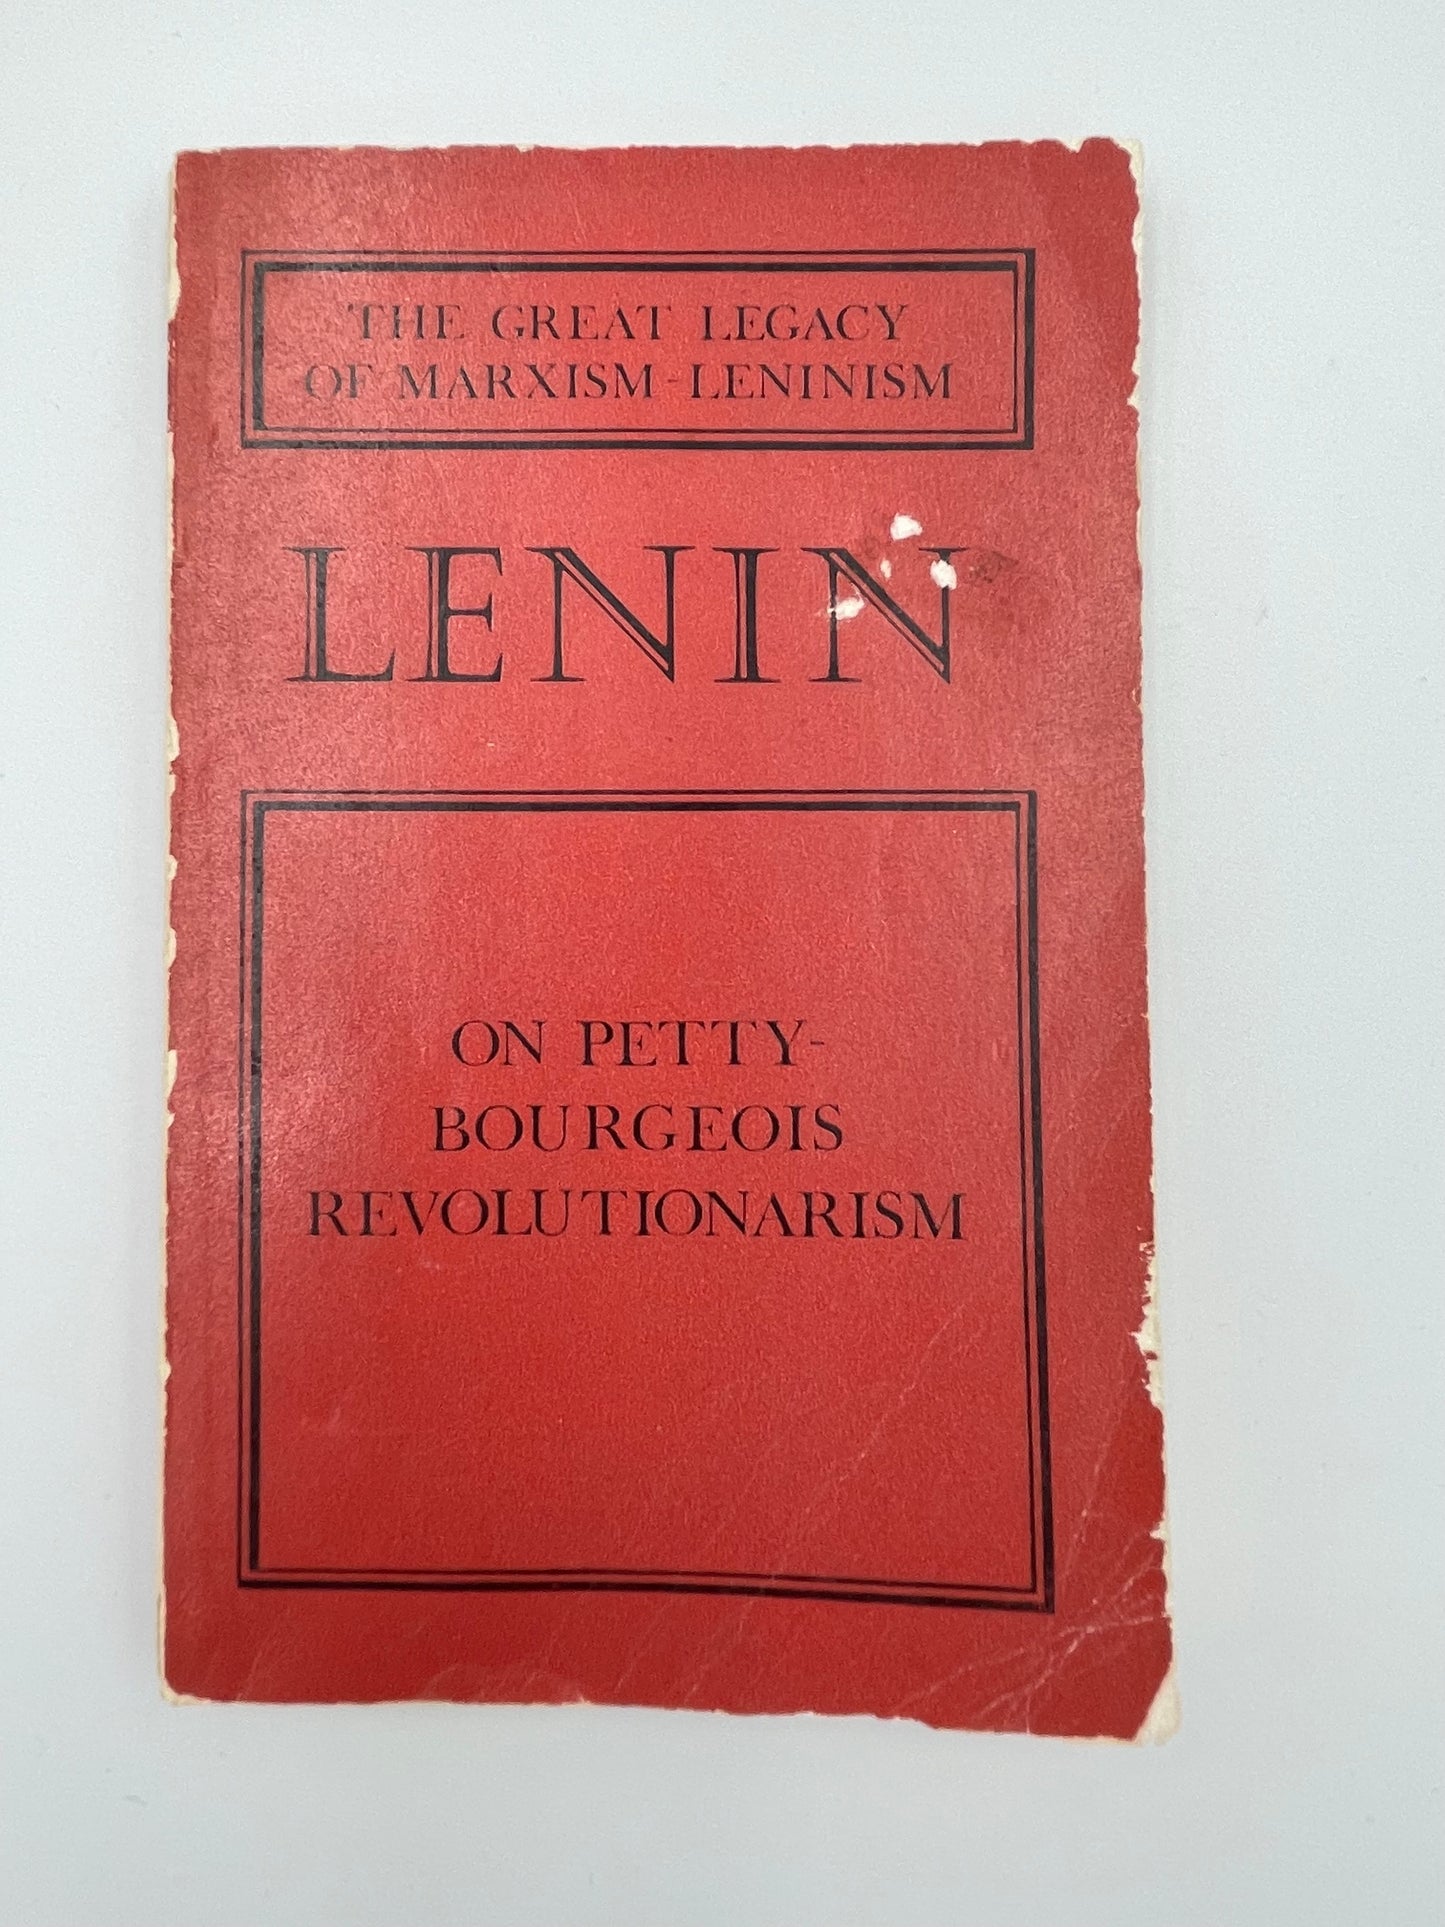 THE GREAT LEGACY
OF MARXISM-LENINISM
LENIN
ON PETTY-
BOURGEOIS
REVOLUTIONARISM